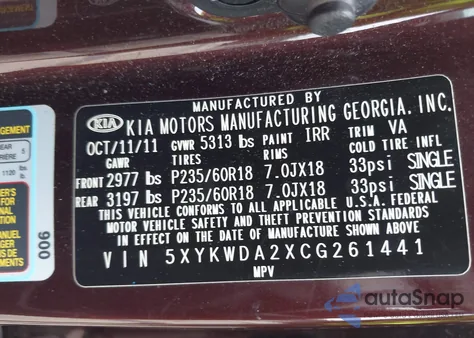 MANUFACTURED BY
KIA KIA MOTORS MANUFACTURING GEORGIA, INC.
OCT/11/11 GVWR 5313 lbs PAINT IRR TRIM VA
GAWR TIRES RIMS COLD TIRE INFL
FRONT 2977 lbs P235/60R18 7.0JX18 33psi SINGLE
REAR 3197 lbs P235/60R18 7.0JX18 33psi SINGLE
THIS VEHICLE CONFORMS TO ALL APPLICABLE U.S.A. FEDERAL
MOTOR VEHICLE SAFETY, BUMPER, AND THEFT PREVENTION STANDARDS
IN EFFECT ON THE DATE OF MANUFACTURE SHOWN ABOVE
VIN 5XYKWDA2XCG261441
MPV
006
autoSnap